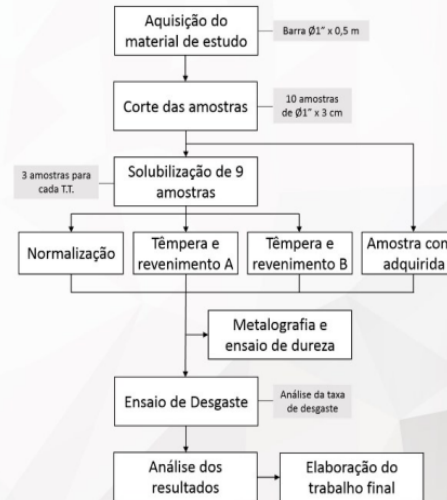 Aquisição do
material de estudo
Barra Ø1" x 0,5 m
Corte das amostras
10 amostras
de Ø1" x 3 cm
3 amostras para
cada T.T.
Solubilização de 9
amostras
Normalização
Têmpera e
revenimento A
Têmpera e
revenimento B
Amostra com
adquirida
Metalografia e
ensaio de dureza
Ensaio de Desgaste
Análise da taxa
de desgaste
Análise dos
resultados
Elaboração do
trabalho final